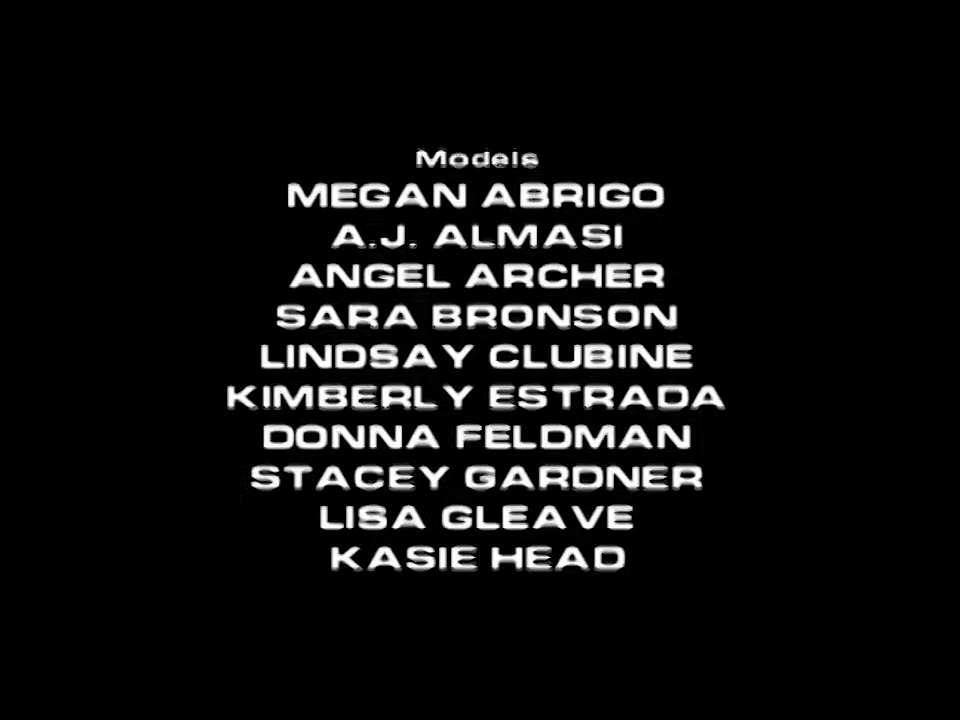 Models
MEGAN ABRIGO
A.J. ALMASI
ANGEL ARCHER
SARA BRONSON
LINDSAY CLUBINE
KIMBERLY ESTRADA
DONNA FELDMAN
STACEY GARDNER
LISA GLEAVE
KASIE HEAD